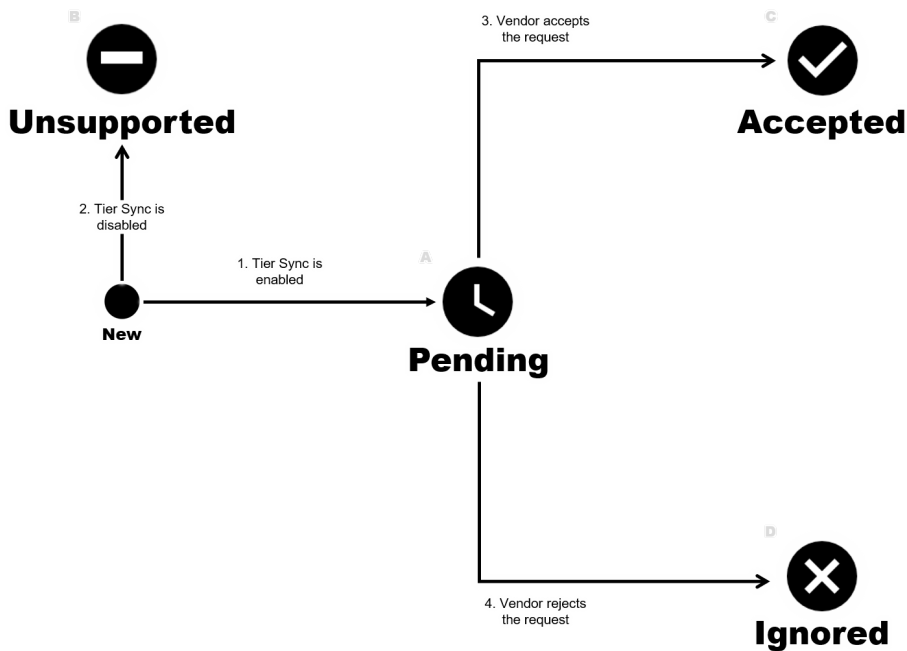 B
Unsupported
2. Tier Sync is
disabled
New
1. Tier Sync is
enabled
A
Pending
3. Vendor accepts
the request
C
Accepted
4. Vendor rejects
the request
D
Ignored